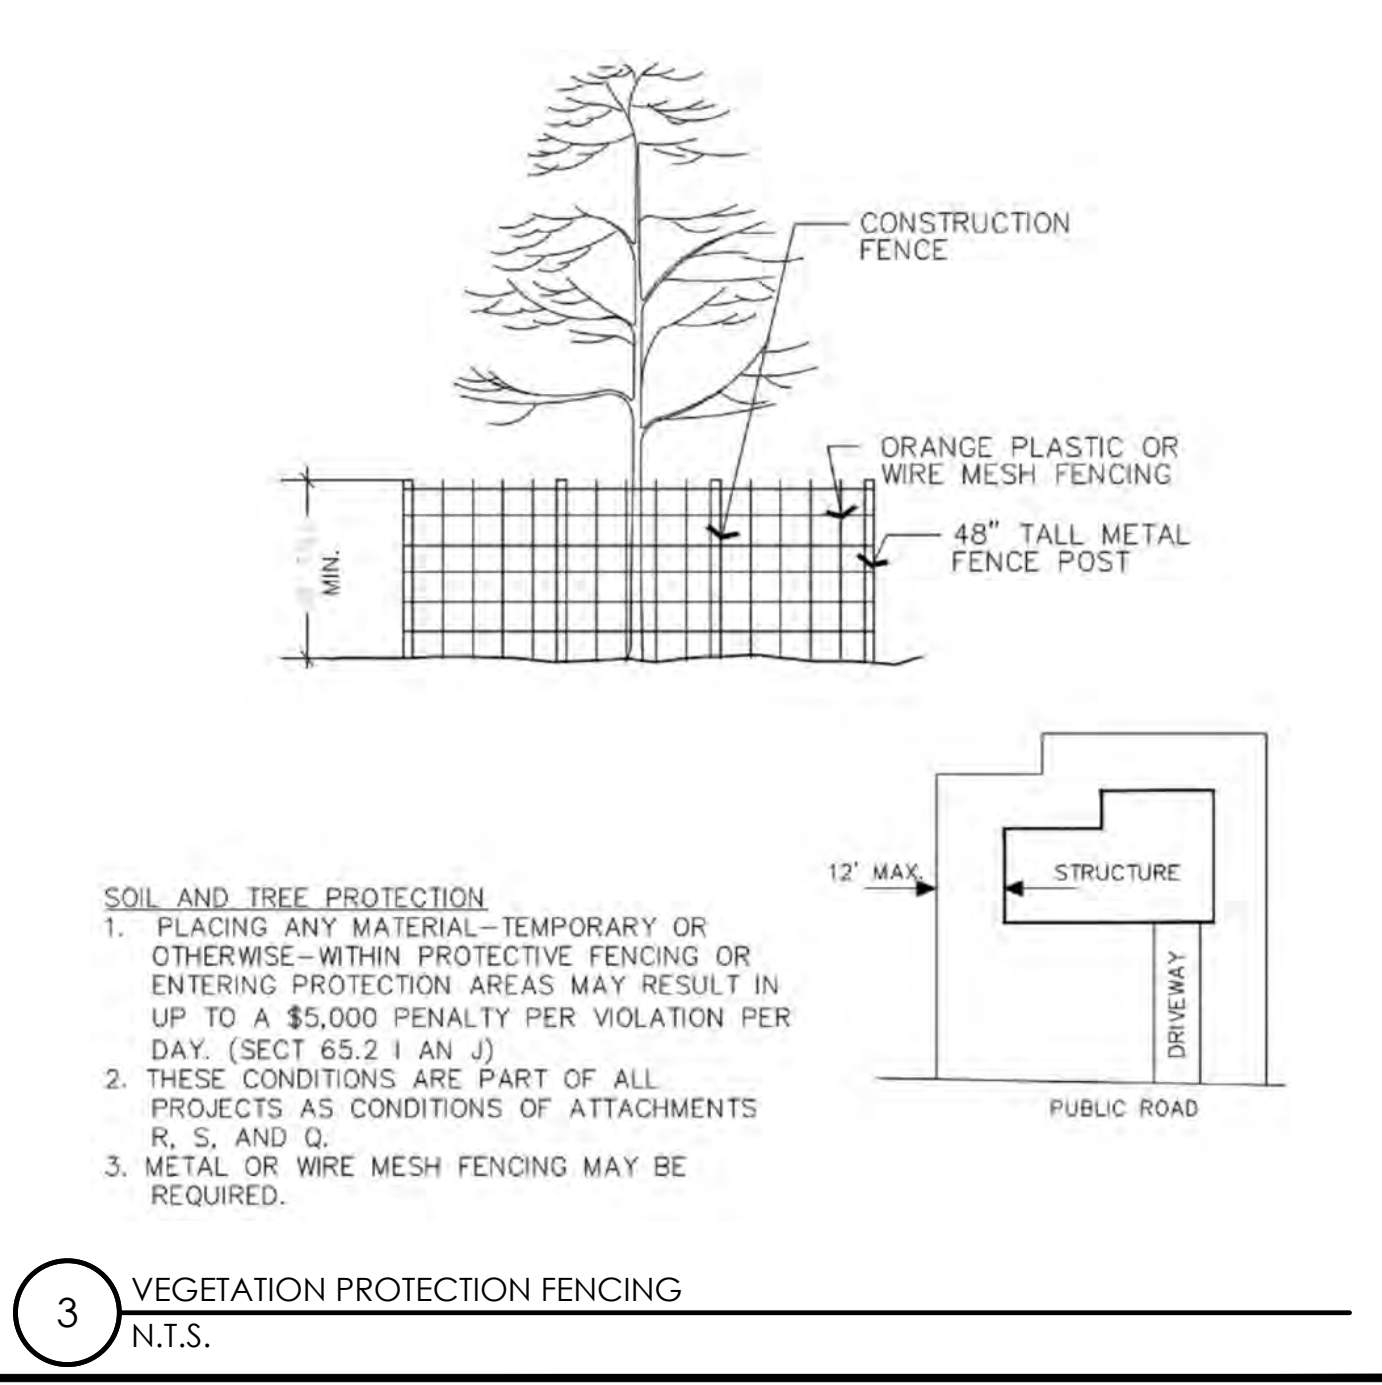 CONSTRUCTION
FENCE
ORANGE PLASTIC OR
WIRE MESH FENCING
48" TALL METAL
FENCE POST
MIN.
12' MAX.
STRUCTURE
DRIVEWAY
PUBLIC ROAD
SOIL AND TREE PROTECTION
1. PLACING ANY MATERIAL-TEMPORARY OR
OTHERWISE-WITHIN PROTECTIVE FENCING OR
ENTERING PROTECTION AREAS MAY RESULT IN
UP TO A $5,000 PENALTY PER VIOLATION PER
DAY. (SECT 65.2 I AN J)
2. THESE CONDITIONS ARE PART OF ALL
PROJECTS AS CONDITIONS OF ATTACHMENTS
R, S, AND Q.
3. METAL OR WIRE MESH FENCING MAY BE
REQUIRED.
3
VEGETATION PROTECTION FENCING
N.T.S.